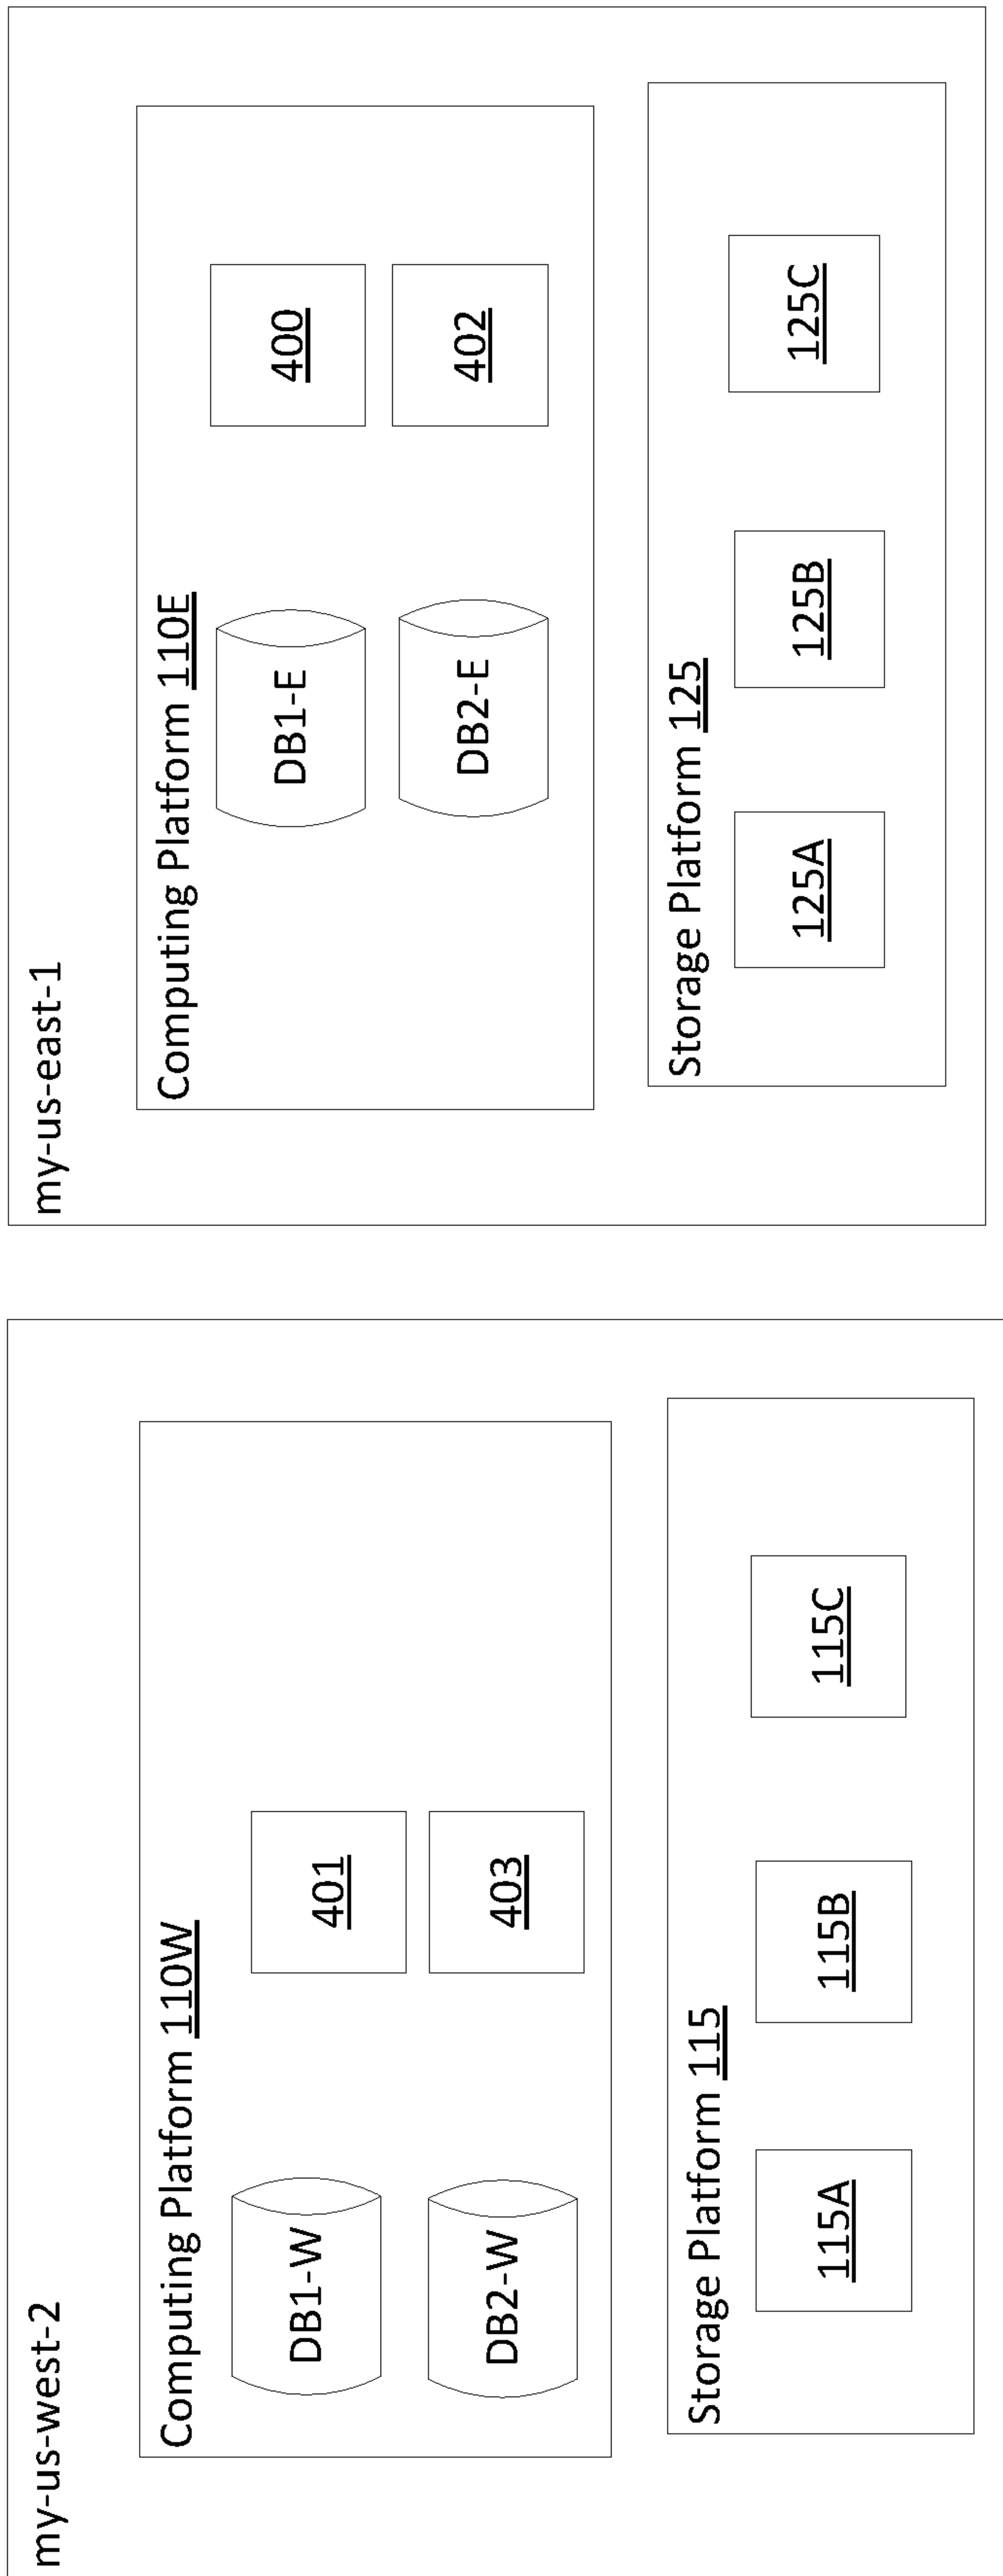 my-us-west-2
Computing Platform 110W
DB1-W
401
DB2-W
403
Storage Platform 115
115A
115B
115C
my-us-east-1
Computing Platform 110E
DB1-E
400
DB2-E
402
Storage Platform 125
125A
125B
125C